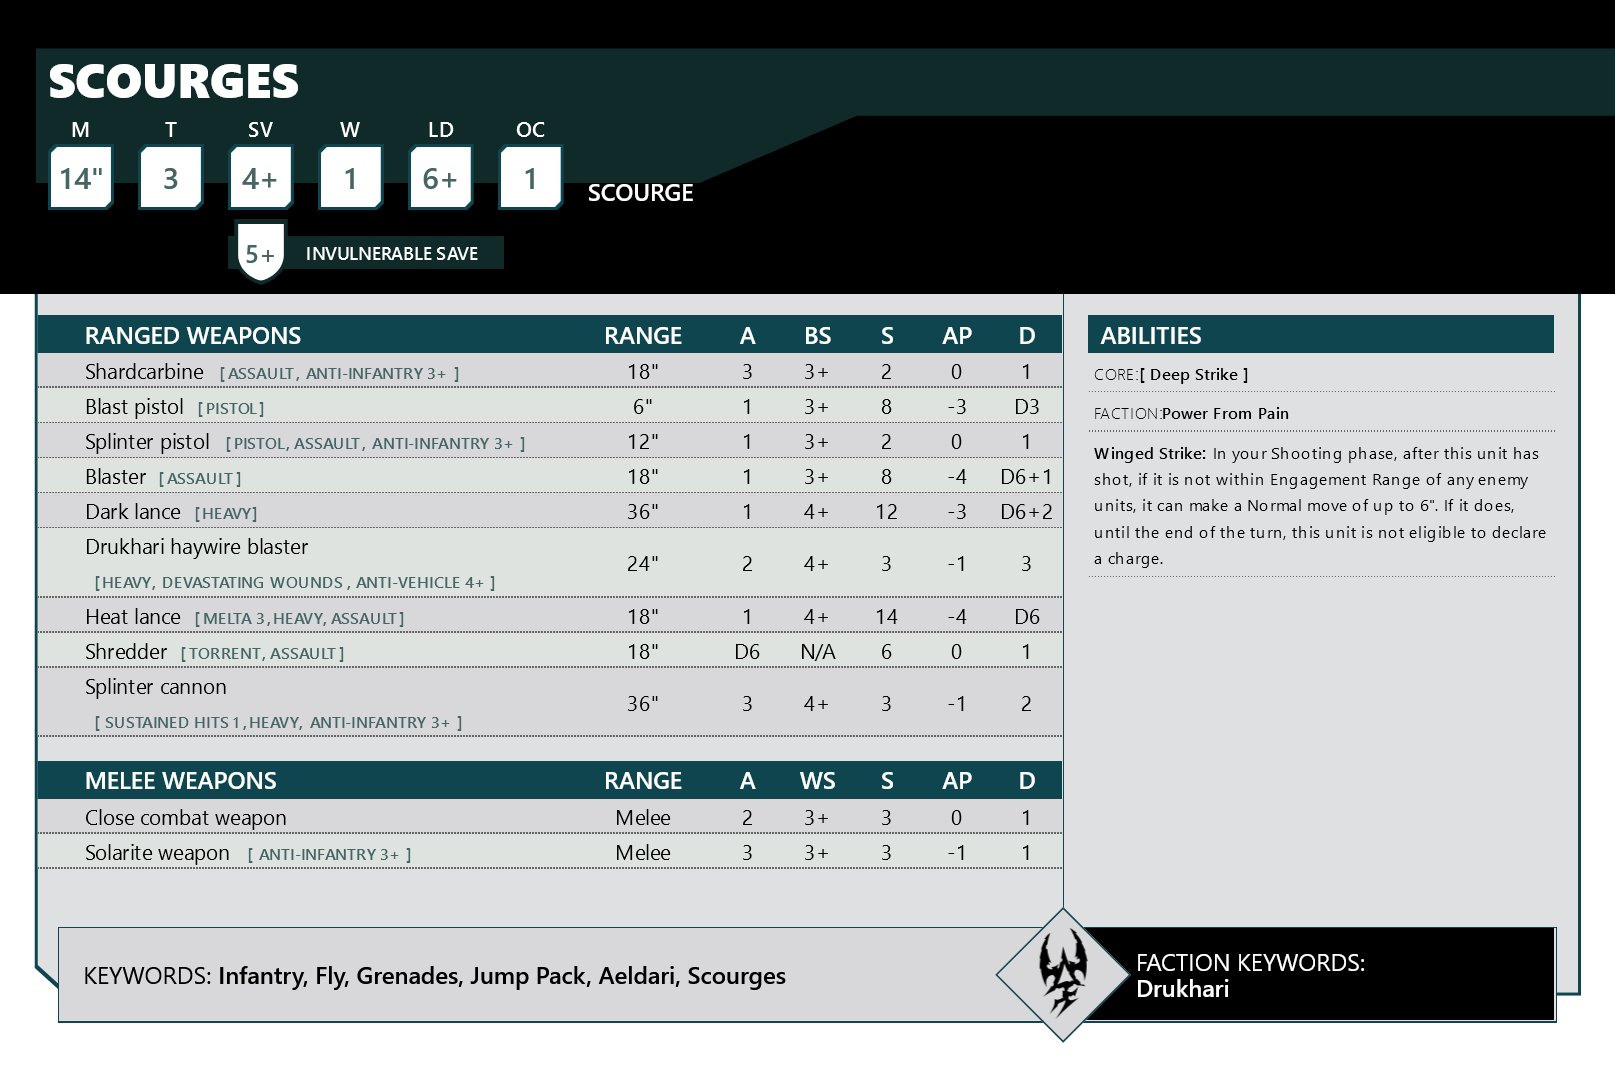 SCOURGES
M T SV W LD OC
14" 3 4+ 1 6+ 1 SCOURGE
5+ INVULNERABLE SAVE
RANGED WEAPONS RANGE A BS S AP D
Shardcarbine [ ASSAULT, ANTI-INFANTRY 3+ ] 18" 3 3+ 2 0 1
Blast pistol [ PISTOL] 6" 1 3+ 8 -3 D3
Splinter pistol [ PISTOL, ASSAULT, ANTI-INFANTRY 3+ ] 12" 1 3+ 2 0 1
Blaster [ ASSAULT ] 18" 1 3+ 8 -4 D6+1
Dark lance [HEAVY] 36" 1 4+ 12 -3 D6+2
Drukhari haywire blaster
24" 2 4+ 3 -1 3
[HEAVY, DEVASTATING WOUNDS , ANTI-VEHICLE 4+ ]
Heat lance [ MELTA 3, HEAVY, ASSAULT] 18" 1 4+ 14 -4 D6
Shredder [ TORRENT, ASSAULT ] 18" D6 N/A 6 0 1
Splinter cannon
36" 3 4+ 3 -1 2
[ SUSTAINED HITS 1, HEAVY, ANTI-INFANTRY 3+ ]
MELEE WEAPONS RANGE A WS S AP D
Close combat weapon Melee 2 3+ 3 0 1
Solarite weapon [ ANTI-INFANTRY 3+ ] Melee 3 3+ 3 -1 1
ABILITIES
CORE:[ Deep Strike ]
FACTION:Power From Pain
Winged Strike: In your Shooting phase, after this unit has
shot, if it is not within Engagement Range of any enemy
units, it can make a Normal move of up to 6". If it does,
until the end of the turn, this unit is not eligible to declare
a charge.
KEYWORDS: Infantry, Fly, Grenades, Jump Pack, Aeldari, Scourges
FACTION KEYWORDS:
Drukhari